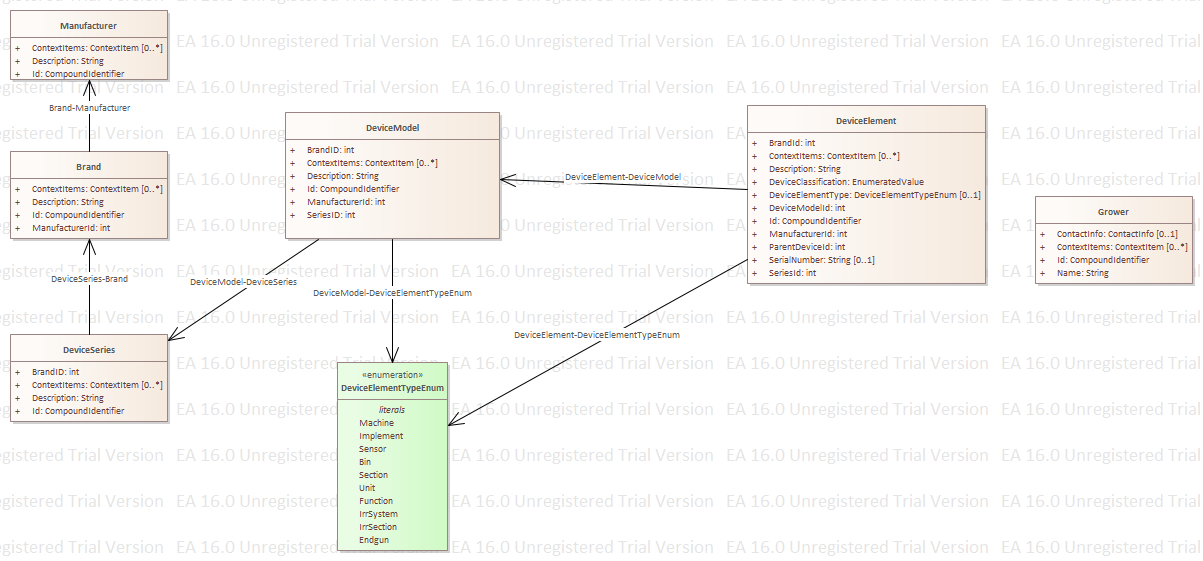 Manufacturer
+ ContextItems: ContextItem [0..*]
+ Description: String
+ Id: CompoundIdentifier
Brand-Manufacturer
Brand
+ ContextItems: ContextItem [0..*]
+ Description: String
+ Id: CompoundIdentifier
+ ManufacturerId: int
DeviceSeries-Brand
DeviceSeries
+ BrandID: int
+ ContextItems: ContextItem [0..*]
+ Description: String
+ Id: CompoundIdentifier
DeviceModel
+ BrandID: int
+ ContextItems: ContextItem [0..*]
+ Description: String
+ Id: CompoundIdentifier
+ ManufacturerId: int
+ SeriesID: int
DeviceModel-DeviceSeries
DeviceModel-DeviceElementTypeEnum
«enumeration»
DeviceElementTypeEnum
literals
Machine
Implement
Sensor
Bin
Section
Unit
Function
IrrSystem
IrrSection
Endgun
DeviceElement-DeviceModel
DeviceElement-DeviceElementTypeEnum
DeviceElement
+ BrandId: int
+ ContextItems: ContextItem [0..*]
+ Description: String
+ DeviceClassification: EnumeratedValue
+ DeviceElementType: DeviceElementTypeEnum [0..1]
+ DeviceModelId: int
+ Id: CompoundIdentifier
+ ManufacturerId: int
+ ParentDeviceId: int
+ SerialNumber: String [0..1]
+ SeriesId: int
Grower
+ ContactInfo: ContactInfo [0..1]
+ ContextItems: ContextItem [0..*]
+ Id: CompoundIdentifier
+ Name: String
EA 16.0 Unregistered Trial Version